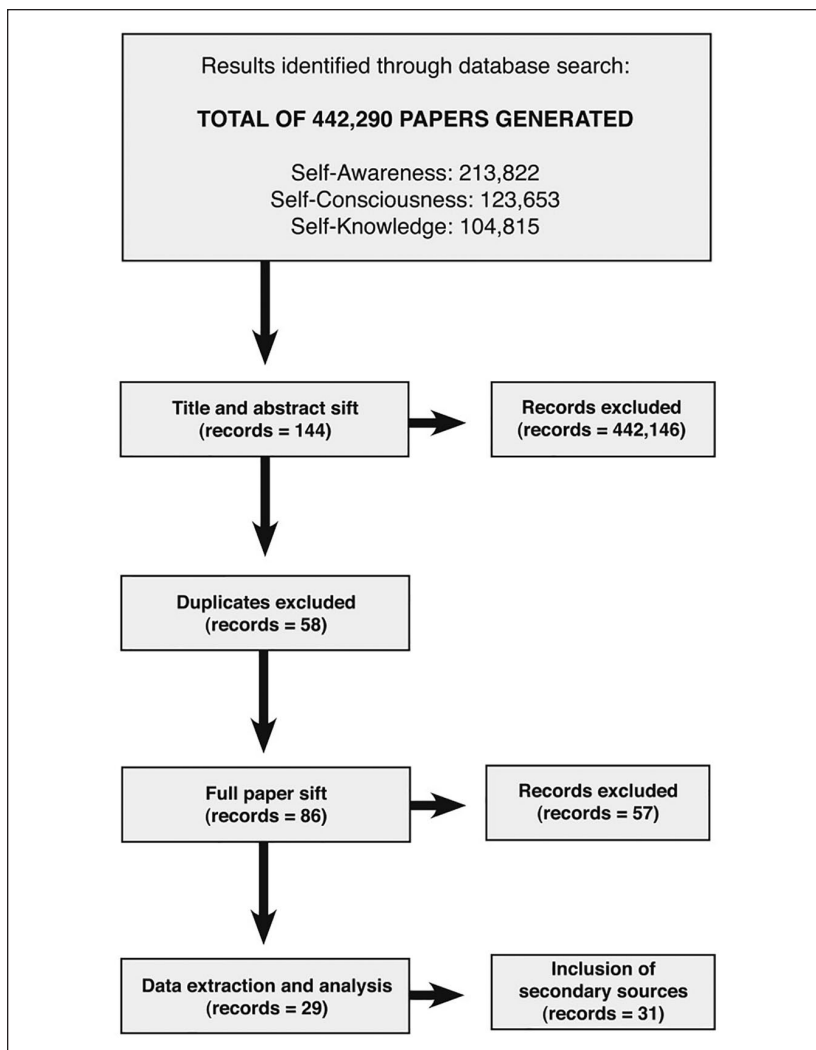 Results identified through database search:
TOTAL OF 442,290 PAPERS GENERATED
Self-Awareness: 213,822
Self-Consciousness: 123,653
Self-Knowledge: 104,815
Title and abstract sift
(records = 144)
Records excluded
(records = 442,146)
Duplicates excluded
(records = 58)
Full paper sift
(records = 86)
Records excluded
(records = 57)
Data extraction and analysis
(records = 29)
Inclusion of
secondary sources
(records = 31)